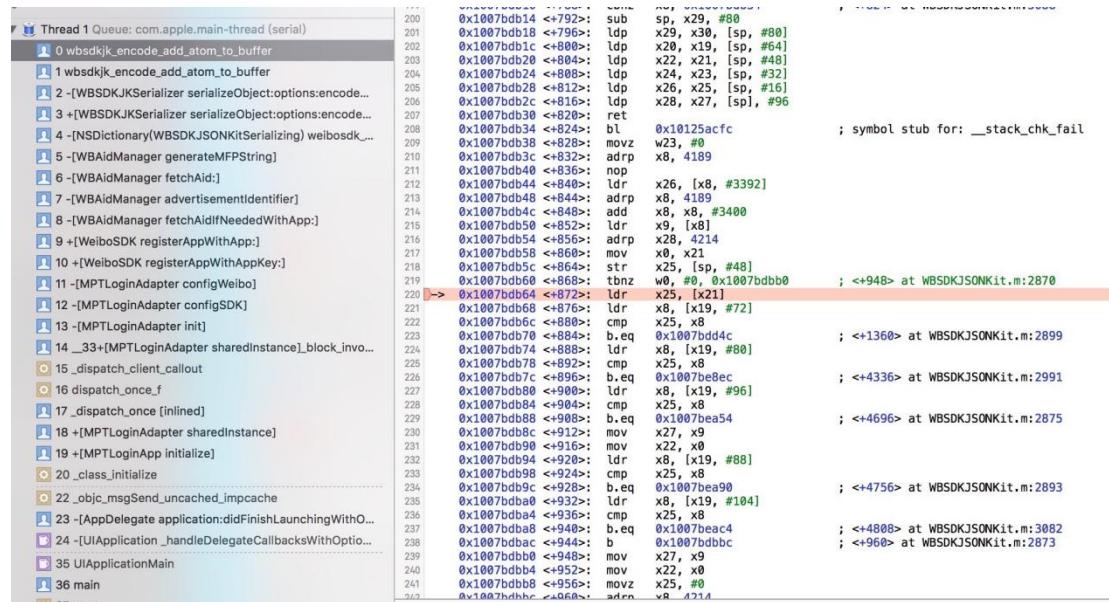 Thread 1 Queue: com.apple.main-thread (serial)
0 wbsdkjk_encode_add_atom_to_buffer
1 wbsdkjk_encode_add_atom_to_buffer
2 -[WBSDKJKSerializer serializeObject:options:encode...
3 +[WBSDKJKSerializer serializeObject:options:encode...
4 -[NSDictionary(WBSDKJSONKitSerializing) weibosdk_...
5 -[WBAidManager generateMFPString]
6 -[WBAidManager fetchAid:]
7 -[WBAidManager advertisementIdentifier]
8 -[WBAidManager fetchAidIfNeededWithApp:]
9 +[WeiboSDK registerAppWithApp:]
10 +[WeiboSDK registerAppWithAppKey:]
11 -[MPTLoginAdapter configWeibo]
12 -[MPTLoginAdapter configSDK]
13 -[MPTLoginAdapter init]
14 __33+[MPTLoginAdapter sharedInstance]_block_invo...
15 _dispatch_client_callout
16 dispatch_once_f
17 _dispatch_once [inlined]
18 +[MPTLoginAdapter sharedInstance]
19 +[MPTLoginApp initialize]
20 _class_initialize
22 _objc_msgSend_uncached_impcache
23 -[AppDelegate application:didFinishLaunchingWithO...
24 -[UIApplication _handleDelegateCallbacksWithOptio...
35 UIApplicationMain
36 main
200 0x1007bdb14 <+792>: sub sp, x29, #80
201 0x1007bdb18 <+796>: ldp x29, x30, [sp, #80]
202 0x1007bdb1c <+800>: ldp x20, x19, [sp, #64]
203 0x1007bdb20 <+804>: ldp x22, x21, [sp, #48]
204 0x1007bdb24 <+808>: ldp x24, x23, [sp, #32]
205 0x1007bdb28 <+812>: ldp x26, x25, [sp, #16]
206 0x1007bdb2c <+816>: ldp x28, x27, [sp], #96
207 0x1007bdb30 <+820>: ret
208 0x1007bdb34 <+824>: bl 0x10125acfc ; symbol stub for: __stack_chk_fail
209 0x1007bdb38 <+828>: movz w23, #0
210 0x1007bdb3c <+832>: adrp x8, 4189
211 0x1007bdb40 <+836>: nop
212 0x1007bdb44 <+840>: ldr x26, [x8, #3392]
213 0x1007bdb48 <+844>: adrp x8, 4189
214 0x1007bdb4c <+848>: add x8, x8, #3400
215 0x1007bdb50 <+852>: ldr x9, [x8]
216 0x1007bdb54 <+856>: adrp x28, 4214
217 0x1007bdb58 <+860>: mov x0, x21
218 0x1007bdb5c <+864>: str x25, [sp, #48]
219 0x1007bdb60 <+868>: tbnz w0, #0, 0x1007bdbb0 ; <+948> at WBSDKJSONKit.m:2870
220 -> 0x1007bdb64 <+872>: ldr x25, [x21]
221 0x1007bdb68 <+876>: ldr x8, [x19, #72]
222 0x1007bdb6c <+880>: cmp x25, x8
223 0x1007bdb70 <+884>: b.eq 0x1007bdd4c ; <+1360> at WBSDKJSONKit.m:2899
224 0x1007bdb74 <+888>: ldr x8, [x19, #80]
225 0x1007bdb78 <+892>: cmp x25, x8
226 0x1007bdb7c <+896>: b.eq 0x1007be8ec ; <+4336> at WBSDKJSONKit.m:2991
227 0x1007bdb80 <+900>: ldr x8, [x19, #96]
228 0x1007bdb84 <+904>: cmp x25, x8
229 0x1007bdb88 <+908>: b.eq 0x1007bea54 ; <+4696> at WBSDKJSONKit.m:2875
230 0x1007bdb8c <+912>: mov x27, x9
231 0x1007bdb90 <+916>: mov x22, x0
232 0x1007bdb94 <+920>: ldr x8, [x19, #88]
233 0x1007bdb98 <+924>: cmp x25, x8
234 0x1007bdb9c <+928>: b.eq 0x1007bea90 ; <+4756> at WBSDKJSONKit.m:2893
235 0x1007bdba0 <+932>: ldr x8, [x19, #104]
236 0x1007bdba4 <+936>: cmp x25, x8
237 0x1007bdba8 <+940>: b.eq 0x1007beac4 ; <+4808> at WBSDKJSONKit.m:3082
238 0x1007bdbac <+944>: b 0x1007bdbbc ; <+960> at WBSDKJSONKit.m:2873
239 0x1007bdbb0 <+948>: mov x27, x9
240 0x1007bdbb4 <+952>: mov x22, x0
241 0x1007bdbb8 <+956>: movz x25, #0
242 0x1007bdbbc <+960>: adrp x8, 4214